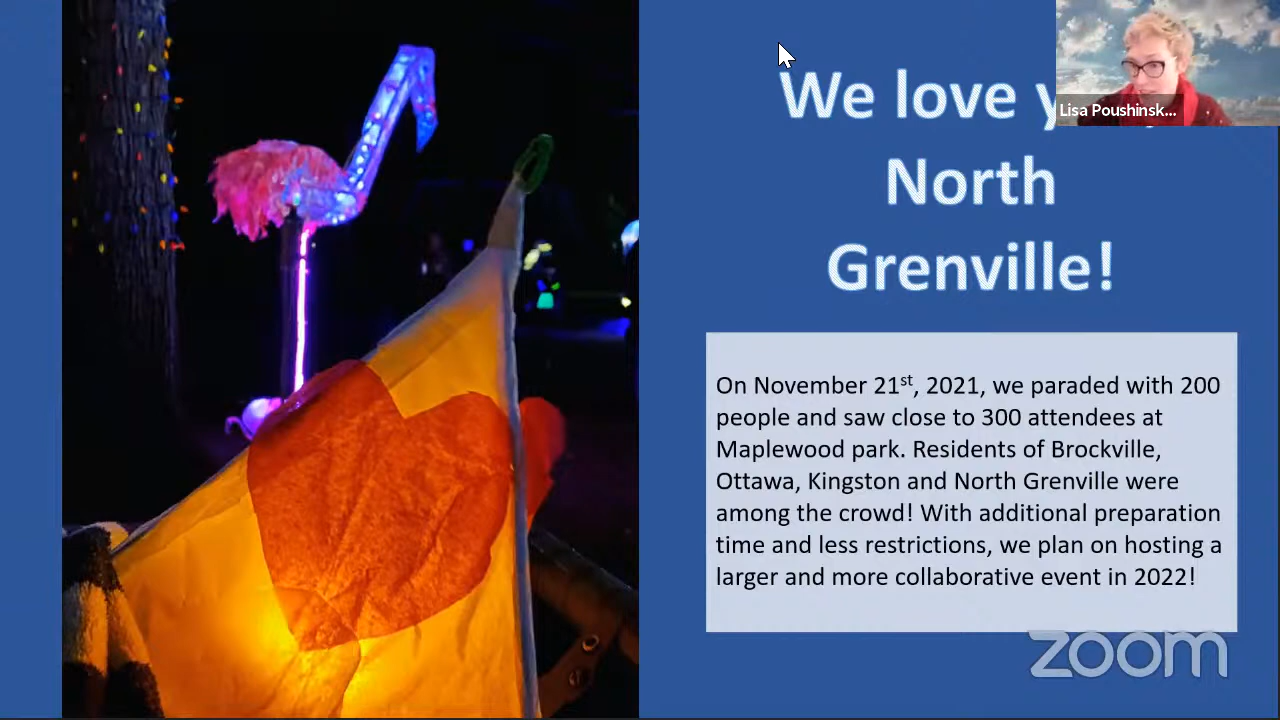 We love
North
Grenville!
Lisa Poushinsk...
On November 21st, 2021, we paraded with 200
people and saw close to 300 attendees at
Maplewood park. Residents of Brockville,
Ottawa, Kingston and North Grenville were
among the crowd! With additional preparation
time and less restrictions, we plan on hosting a
larger and more collaborative event in 2022!
zoom